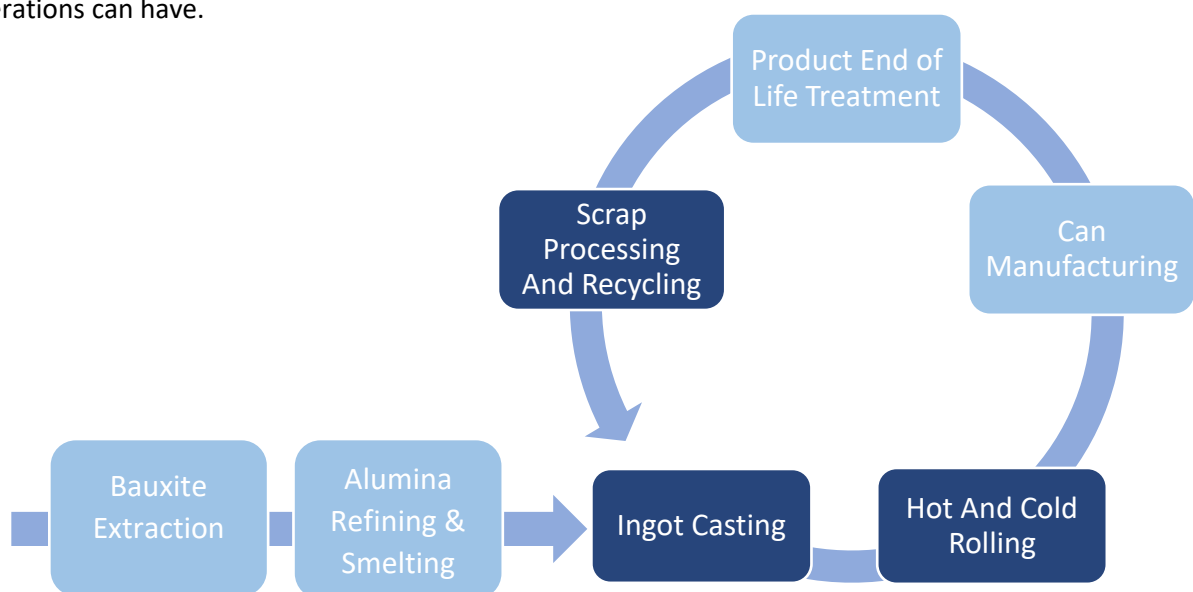 erations can have.
Product End of
Life Treatment
Scrap
Processing
And Recycling
Can
Manufacturing
Bauxite
Extraction
Alumina
Refining &
Smelting
Ingot Casting
Hot And Cold
Rolling